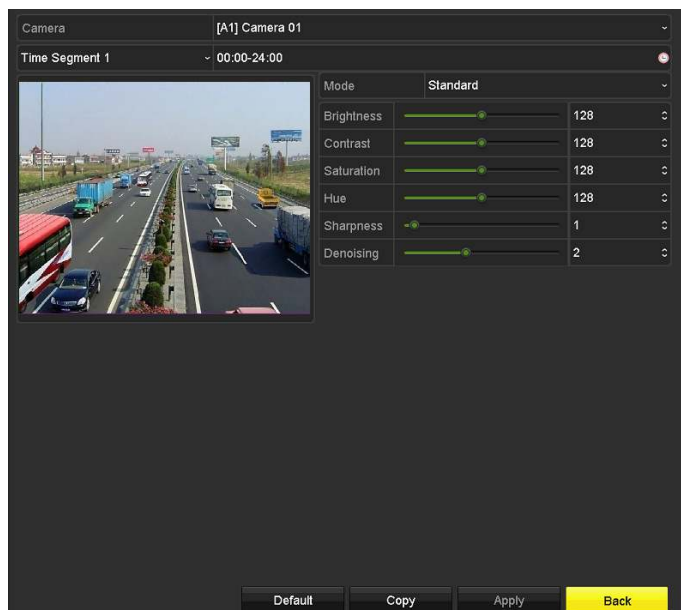 Camera [A1] Camera 01
Time Segment 1 00:00-24:00
Mode Standard
Brightness 128
Contrast 128
Saturation 128
Hue 128
Sharpness 1
Denoising 2
Default Copy Apply Back